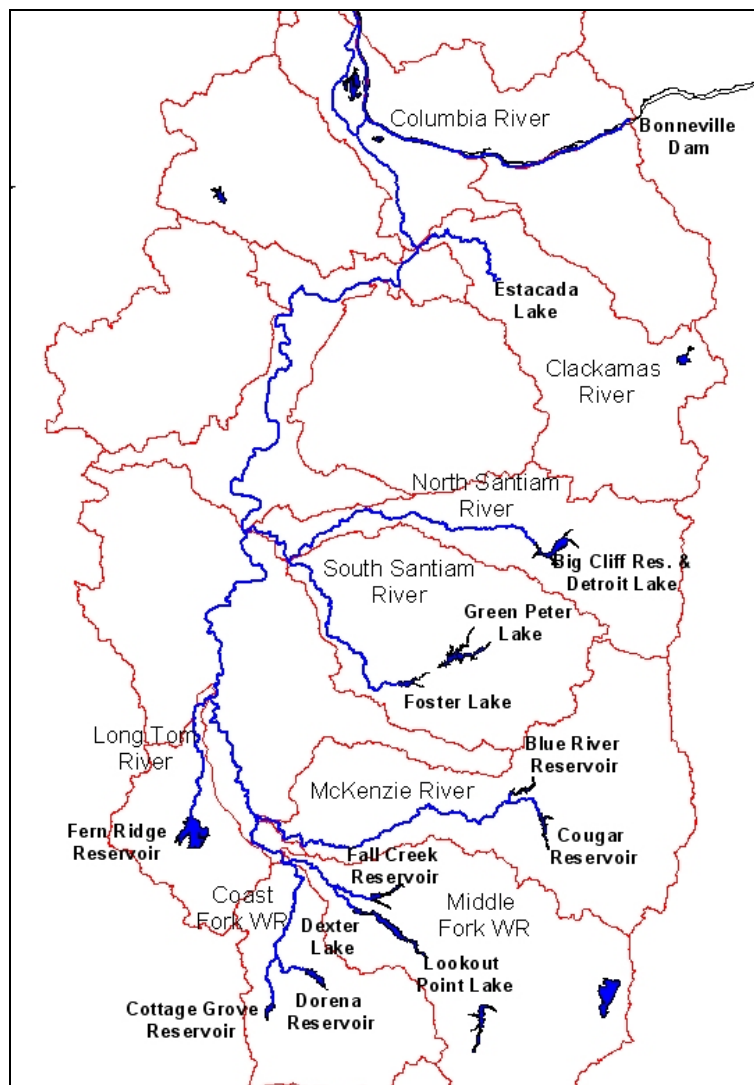 Columbia River
Bonneville
Dam
Estacada
Lake
Clackamas
River
North Santiam
River
Big Cliff Res. &
Detroit Lake
South Santiam
River
Green Peter
Lake
Foster Lake
Long Tom
River
Blue River
Reservoir
McKenzie River
Fern Ridge
Reservoir
Cougar
Reservoir
Fall Creek
Reservoir
Coast
Fork WR
Middle
Fork WR
Dexter
Lake
Lookout
Point Lake
Cottage Grove
Reservoir
Dorena
Reservoir